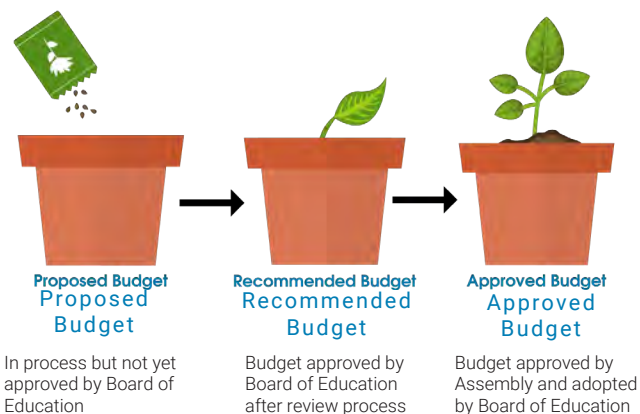 Proposed Budget
Proposed
Budget
In process but not yet
approved by Board of
Education
Recommended Budget
Recommended
Budget
Budget approved by
Board of Education
after review process
Approved Budget
Approved
Budget
Budget approved by
Assembly and adopted
by Board of Education